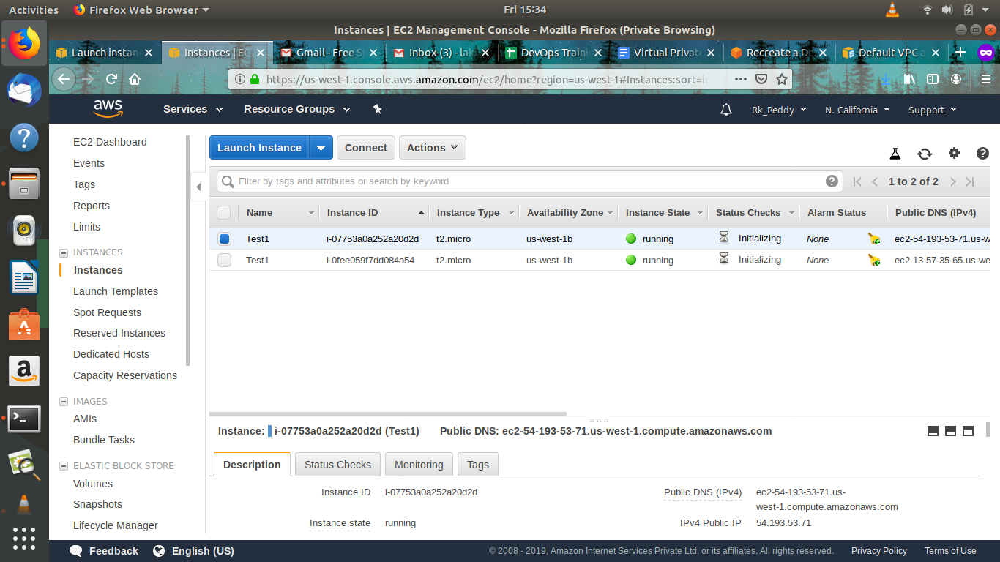 Activities Firefox Web Browser Fri 15:34
Instances | EC2 Management Console - Mozilla Firefox (Private Browsing)
Launch instan Instances | EC Gmail - Free S Inbox (3) - lak DevOps Traini Virtual Privat Recreate a De Default VPC a
https://us-west-1.console.aws.amazon.com/ec2/home?region=us-west-1#Instances:sort=i
aws Services Resource Groups Rk_Reddy N. California Support
EC2 Dashboard
Events
Tags
Reports
Limits
INSTANCES
Instances
Launch Templates
Spot Requests
Reserved Instances
Dedicated Hosts
Capacity Reservations
IMAGES
AMIs
Bundle Tasks
ELASTIC BLOCK STORE
Volumes
Snapshots
Lifecycle Manager
Launch Instance Connect Actions
Filter by tags and attributes or search by keyword 1 to 2 of 2
Name Instance ID Instance Type Availability Zone Instance State Status Checks Alarm Status Public DNS (IPv4)
Test1 i-07753a0a252a20d2d t2.micro us-west-1b running Initializing None ec2-54-193-53-71.us-w
Test1 i-0fee059f7dd084a54 t2.micro us-west-1b running Initializing None ec2-13-57-35-65.us-we
Instance: i-07753a0a252a20d2d (Test1) Public DNS: ec2-54-193-53-71.us-west-1.compute.amazonaws.com
Description Status Checks Monitoring Tags
Instance ID i-07753a0a252a20d2d Public DNS (IPv4) ec2-54-193-53-71.us-
west-1.compute.amazonaws.com
Instance state running IPv4 Public IP 54.193.53.71
Feedback English (US) © 2008 - 2019, Amazon Internet Services Private Ltd. or its affiliates. All rights reserved. Privacy Policy Terms of Use